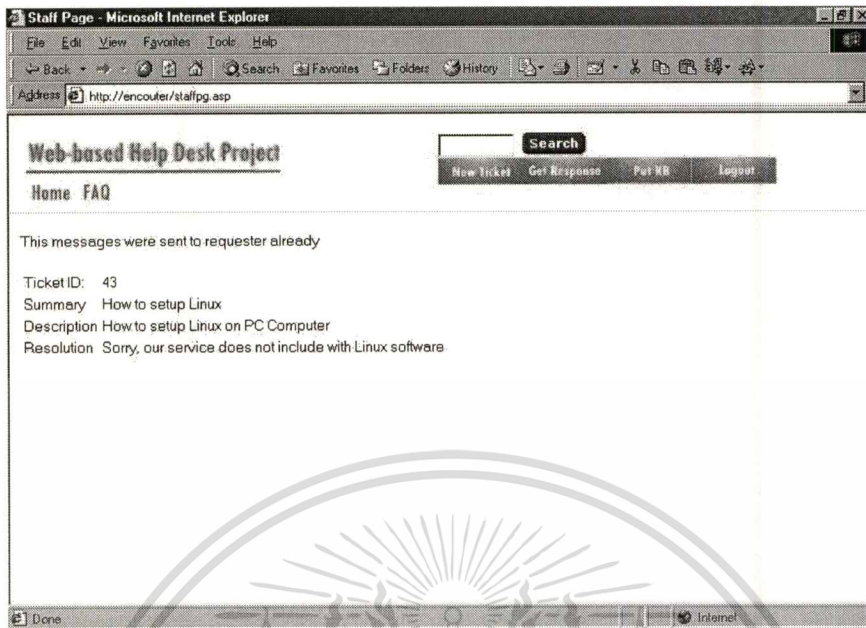 Staff Page - Microsoft Internet Explorer
File Edit View Favorites Tools Help
Back Search Favorites Folders History
Address http://encouter/staffpg.asp
Web-based Help Desk Project
Search
New Ticket Get Response Put KB Logout
Home FAQ
This messages were sent to requester already
Ticket ID: 43
Summary How to setup Linux
Description How to setup Linux on PC Computer
Resolution Sorry, our service does not include with Linux software
Done Internet